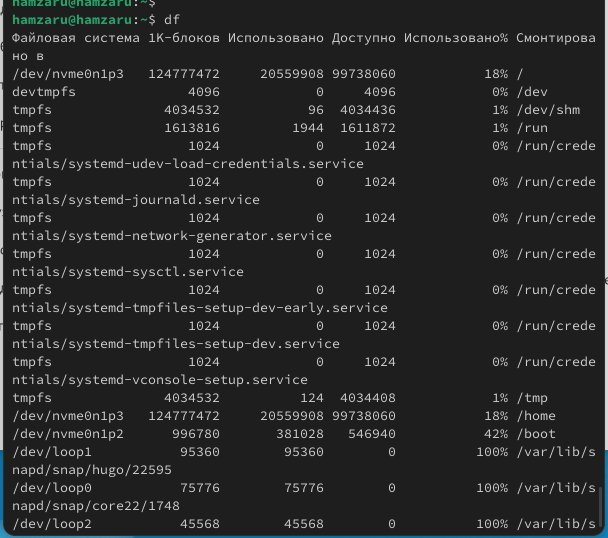 hamzaru@hamzaru:~$
hamzaru@hamzaru:~$ df
Файловая система 1K-блоков Использовано Доступно Использовано% Смонтирова
но в
/dev/nvme0n1p3 124777472 20559908 99738060 18% /
devtmpfs 4096 0 4096 0% /dev
tmpfs 4034532 96 4034436 1% /dev/shm
tmpfs 1613816 1944 1611872 1% /run
tmpfs 1024 0 1024 0% /run/crede
ntials/systemd-udev-load-credentials.service
tmpfs 1024 0 1024 0% /run/crede
ntials/systemd-journald.service
tmpfs 1024 0 1024 0% /run/crede
ntials/systemd-network-generator.service
tmpfs 1024 0 1024 0% /run/crede
ntials/systemd-sysctl.service
tmpfs 1024 0 1024 0% /run/crede
ntials/systemd-tmpfiles-setup-dev-early.service
tmpfs 1024 0 1024 0% /run/crede
ntials/systemd-tmpfiles-setup-dev.service
tmpfs 1024 0 1024 0% /run/crede
ntials/systemd-vconsole-setup.service
tmpfs 4034532 124 4034408 1% /tmp
/dev/nvme0n1p3 124777472 20559908 99738060 18% /home
/dev/nvme0n1p2 996780 381028 546940 42% /boot
/dev/loop1 95360 95360 0 100% /var/lib/s
napd/snap/hugo/22595
/dev/loop0 75776 75776 0 100% /var/lib/s
napd/snap/core22/1748
/dev/loop2 45568 45568 0 100% /var/lib/s